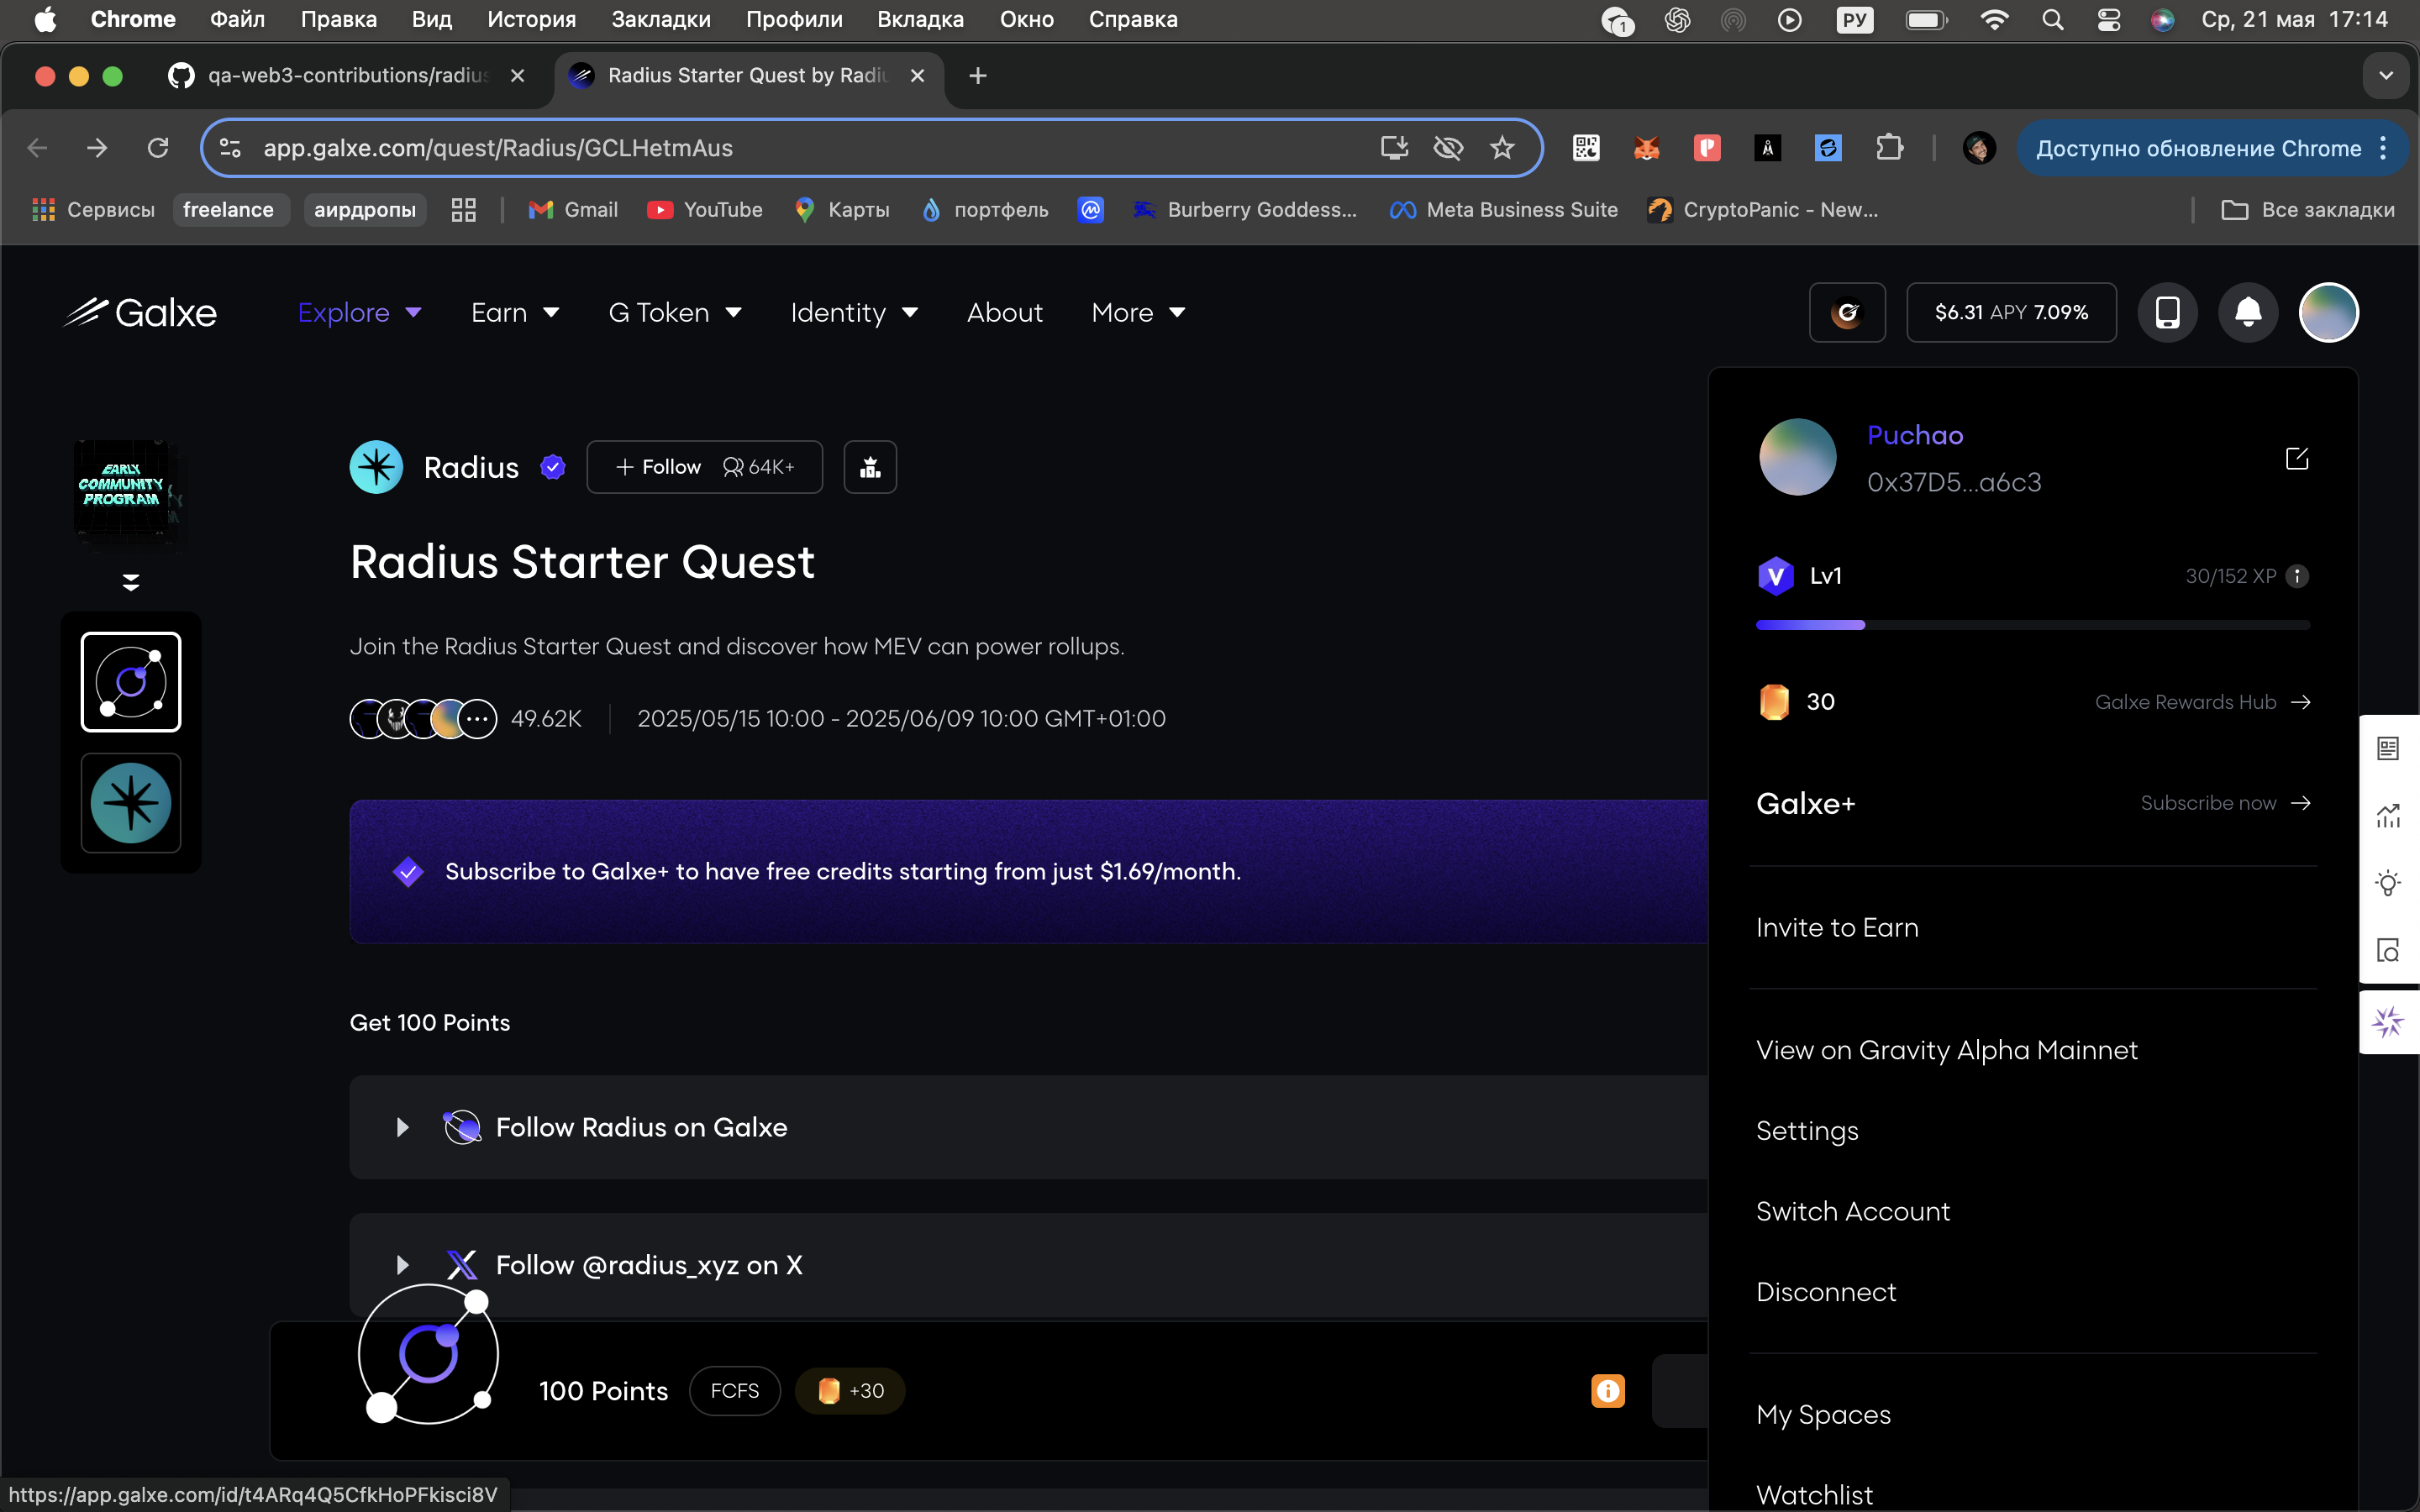 Chrome Файл Правка Вид История Закладки Профили Вкладка Окно Справка 1 РУ Ср, 21 мая 17:14
qa-web3-contributions/radius Radius Starter Quest by Radiu
app.galxe.com/quest/Radius/GCLHetmAus Доступно обновление Chrome
Сервисы freelance аирдропы Gmail YouTube Карты портфель Burberry Goddess... Meta Business Suite CryptoPanic - New... Все закладки
Galxe Explore Earn G Token Identity About More $6.31 APY 7.09%
EARLY
COMMUNITY
PROGRAM
Radius + Follow 64K+
Radius Starter Quest
Join the Radius Starter Quest and discover how MEV can power rollups.
49.62K 2025/05/15 10:00 - 2025/06/09 10:00 GMT+01:00
Subscribe to Galxe+ to have free credits starting from just $1.69/month.
Get 100 Points
Follow Radius on Galxe
Follow @radius_xyz on X
100 Points FCFS +30
Puchao
0x37D5...a6c3
Lv1 30/152 XP
30 Galxe Rewards Hub
Galxe+ Subscribe now
Invite to Earn
View on Gravity Alpha Mainnet
Settings
Switch Account
Disconnect
My Spaces
Watchlist
https://app.galxe.com/id/t4ARq4Q5CfkHoPFkisci8V